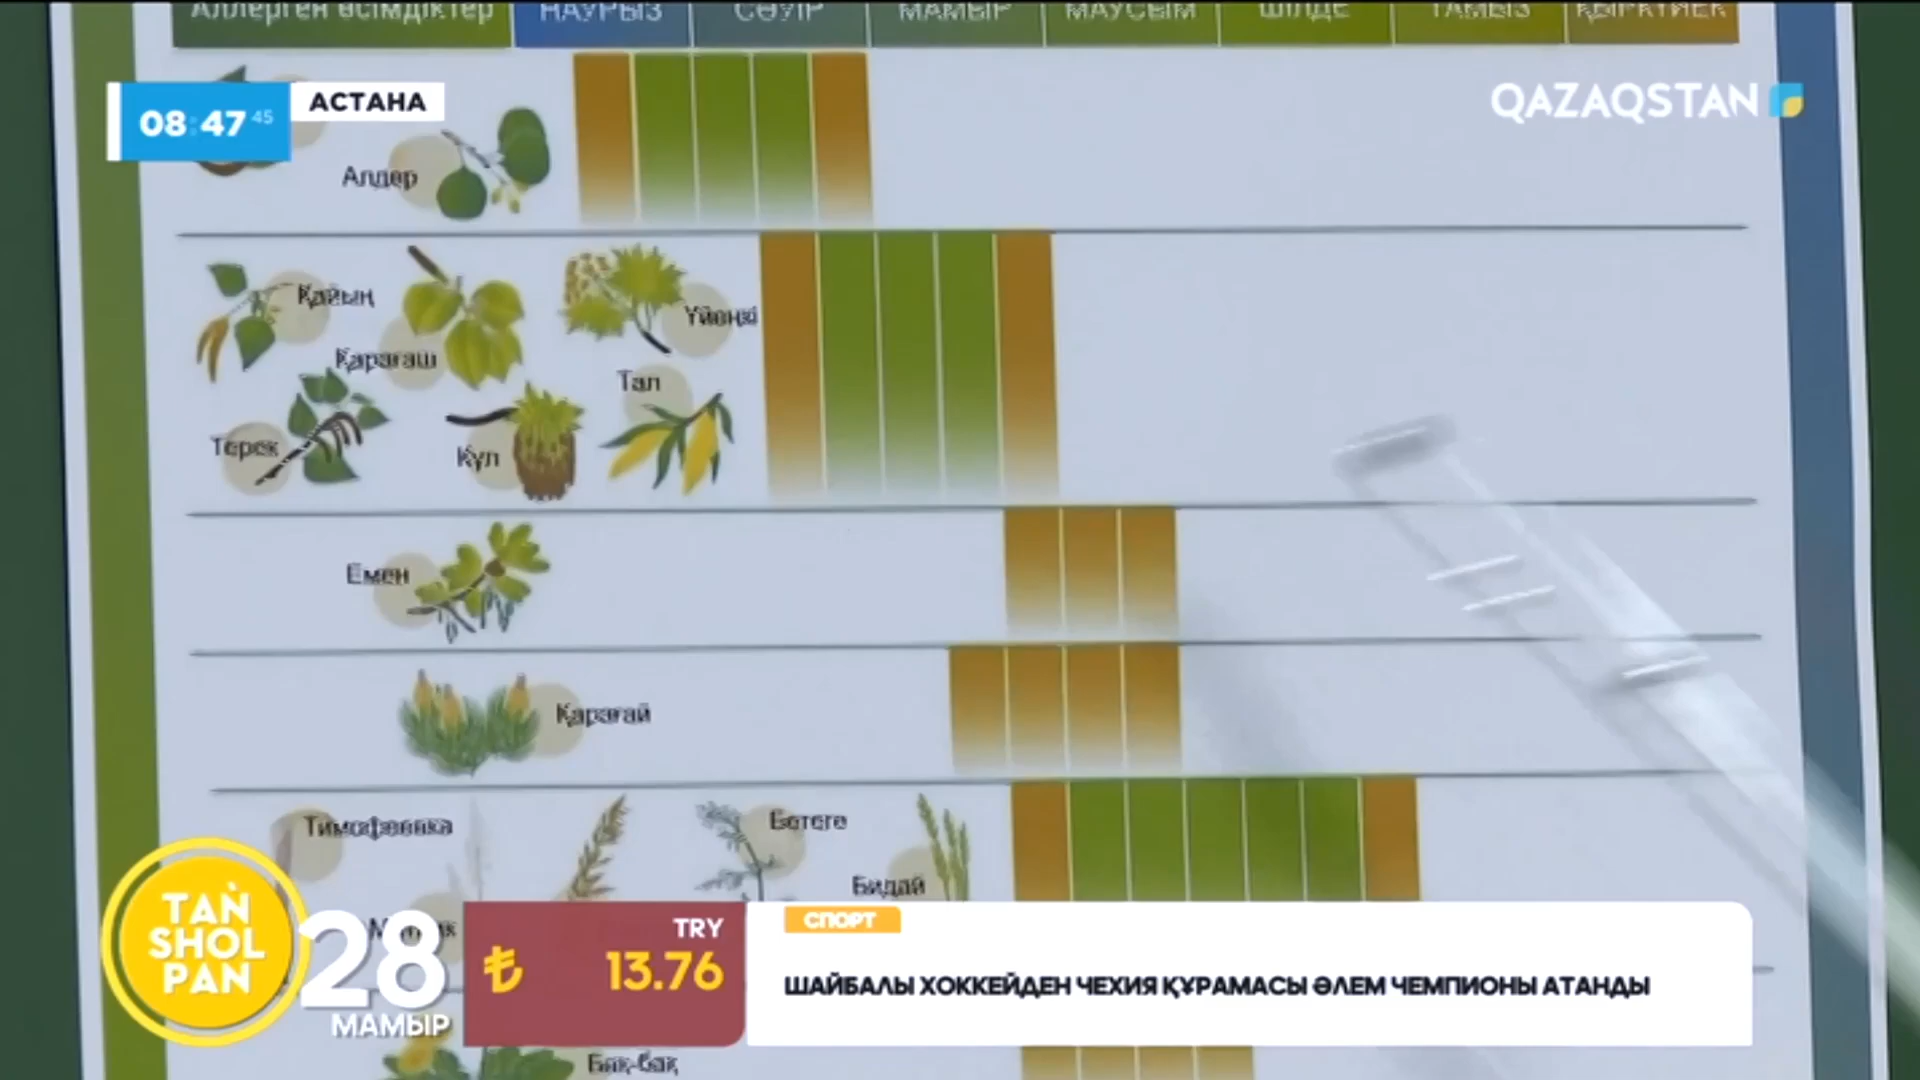 Аллерген өсімдіктер НАУРЫЗ СӘУІР МАМЫР МАУСЫМ ШІЛДЕ ТАМЫЗ ҚЫРКҮЙЕК
08:47 45
АСТАНА
QAZAQSTAN
Алдер
Қайың
Үйеңкі
Қарағаш
Тал
Терек
Күл
Емен
Қарағай
Тимофеевка
Бетеге
Бидай
TAŃ
SHOL
PAN
28
МАМЫР
TRY
₺ 13.76
СПОРТ
ШАЙБАЛЫ ХОККЕЙДЕН ЧЕХИЯ ҚҰРАМАСЫ ӘЛЕМ ЧЕМПИОНЫ АТАНДЫ
Бақ-бақ